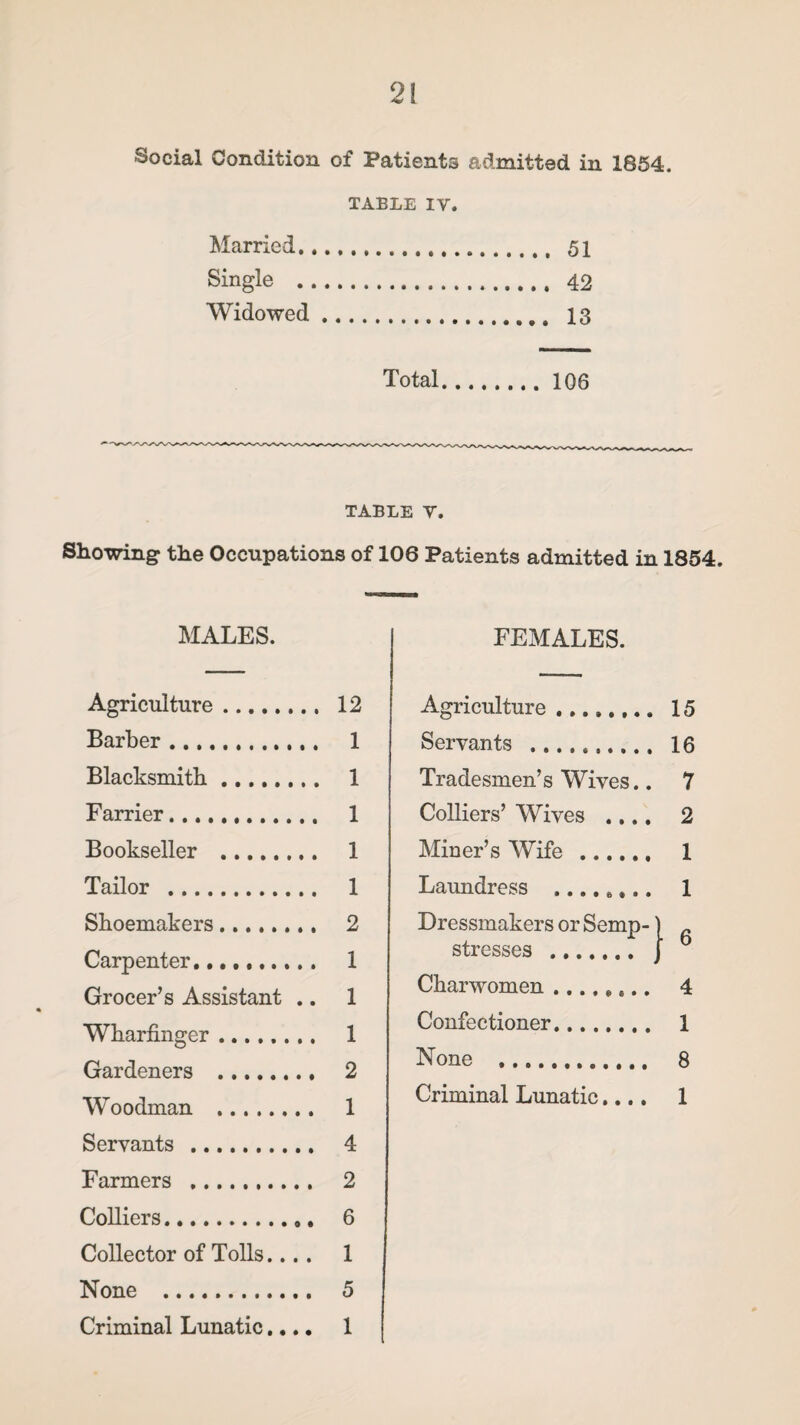 21
Social Condition of Patients admitted in 1854.
TABLE IV.
Married........................ 51
Single ........................ 42
Widowed ....................... 13
Total......... 106
TABLE V.
Showing the Occupations of 106 Patients admitted in 1854.
MALES.
Agriculture ........ 12
Barber ............ 1
Blacksmith ........ 1
Farrier............ 1
Bookseller ........ 1
Tailor ............ 1
Shoemakers ........ 2
Carpenter.......... 1
Grocer's Assistant .. 1
Wharfinger ........ 1
Gardeners ........ 2
Woodman ........ 1
Servants .......... 4
Farmers .......... 2
Colliers............ 6
Collector of Tolls.... 1
None ............ 5
Criminal Lunatic.... 1
FEMALES.
Agriculture ........ 15
Servants .......... 16
Tradesmen's Wives.. 7
Colliers' Wives .... 2
Miner's Wife ...... 1
Laundress ........ 1
Dressmakers or Semp- }
stresses ....... } 6
Charwomen ........ 4
Confectioner........ 1
None ............ 8
Criminal Lunatic.... 1